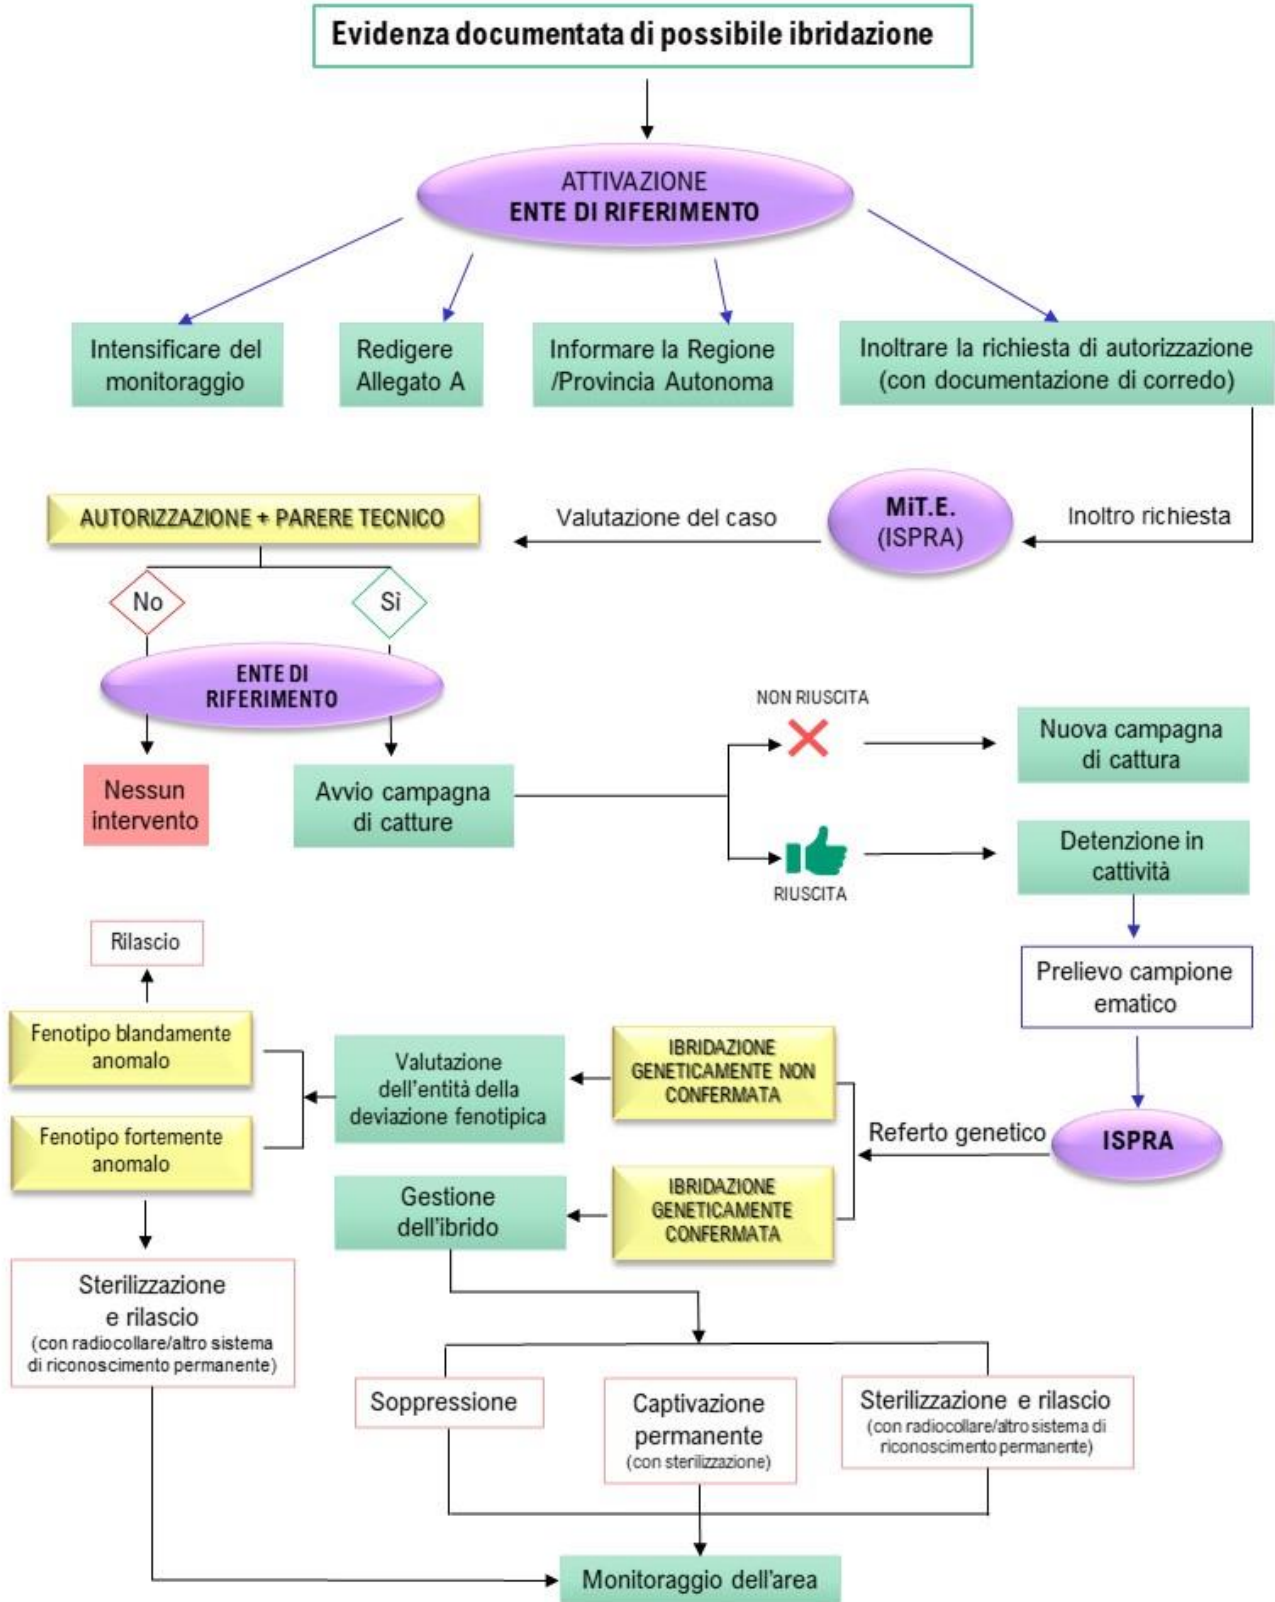 Evidenza documentata di possibile ibridazione
ATTIVAZIONE
ENTE DI RIFERIMENTO
Intensificare del
monitoraggio
Redigere
Allegato A
Informare la Regione
/Provincia Autonoma
Inoltrare la richiesta di autorizzazione
(con documentazione di corredo)
AUTORIZZAZIONE + PARERE TECNICO
Valutazione del caso
MiT.E.
(ISPRA)
Inoltro richiesta
No
Sì
ENTE DI
RIFERIMENTO
Nessun
intervento
Avvio campagna
di catture
NON RIUSCITA
Nuova campagna
di cattura
RIUSCITA
Detenzione in
cattività
Prelievo campione
ematico
ISPRA
Referto genetico
IBRIDAZIONE
GENETICAMENTE NON
CONFERMATA
IBRIDAZIONE
GENETICAMENTE
CONFERMATA
Valutazione
dell'entità della
deviazione fenotipica
Gestione
dell'ibrido
Rilascio
Fenotipo blandamente
anomalo
Fenotipo fortemente
anomalo
Sterilizzazione
e rilascio
(con radiocollare/altro sistema
di riconoscimento permanente)
Soppressione
Captivazione
permanente
(con sterilizzazione)
Sterilizzazione e rilascio
(con radiocollare/altro sistema di
riconoscimento permanente)
Monitoraggio dell'area